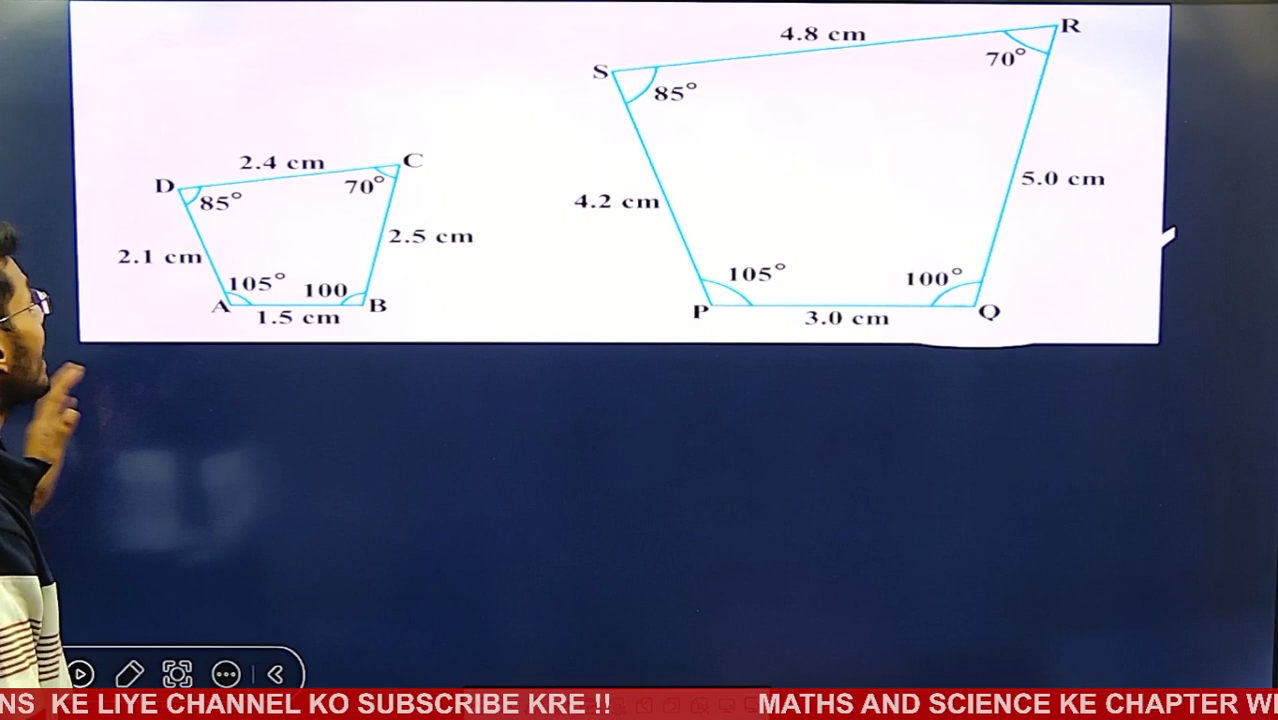 4.8 cm
R
70°
S
85°
2.4 cm
C
D
70°
85°
5.0 cm
4.2 cm
2.5 cm
2.1 cm
105°
100°
105°
100
A
B
P
Q
1.5 cm
3.0 cm
NS KE LIYE CHANNEL KO SUBSCRIBE KRE !! MATHS AND SCIENCE KE CHAPTER W